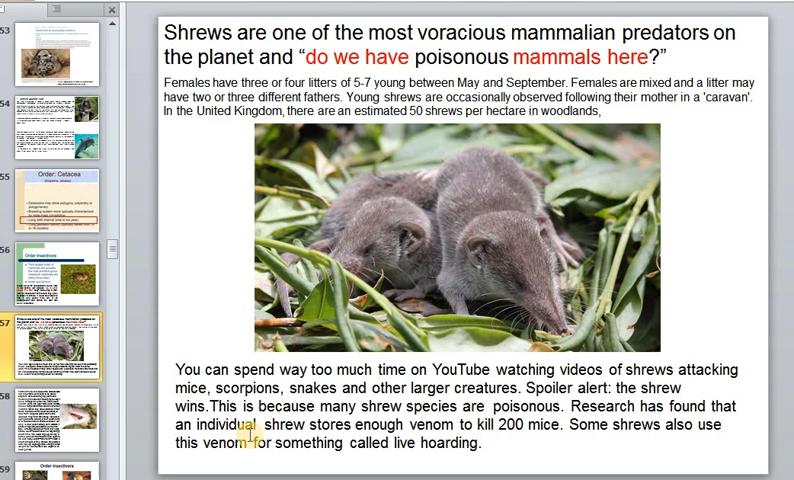 53
54
55
Order: Cetacea
56
Order Insectivora
57
58
59
Order Insectivora
Shrews are one of the most voracious mammalian predators on
the planet and “do we have poisonous mammals here?”
Females have three or four litters of 5-7 young between May and September. Females are mixed and a litter may
have two or three different fathers. Young shrews are occasionally observed following their mother in a 'caravan'.
In the United Kingdom, there are an estimated 50 shrews per hectare in woodlands,
You can spend way too much time on YouTube watching videos of shrews attacking
mice, scorpions, snakes and other larger creatures. Spoiler alert: the shrew
wins.This is because many shrew species are poisonous. Research has found that
an individual shrew stores enough venom to kill 200 mice. Some shrews also use
this venom for something called live hoarding.